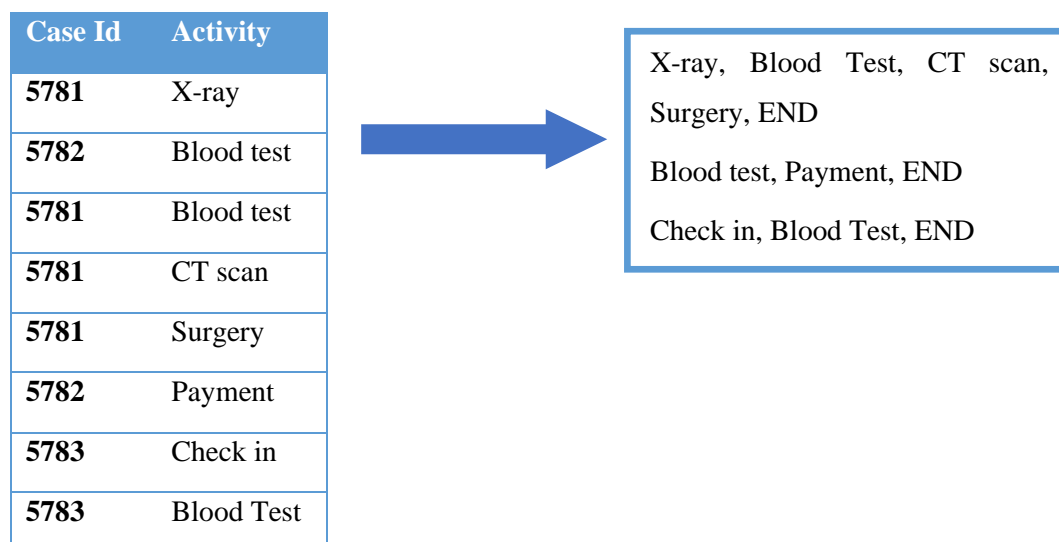 Case Id Activity
5781 X-ray
5782 Blood test
5781 Blood test
5781 CT scan
5781 Surgery
5782 Payment
5783 Check in
5783 Blood Test
X-ray, Blood Test, CT scan,
Surgery, END
Blood test, Payment, END
Check in, Blood Test, END